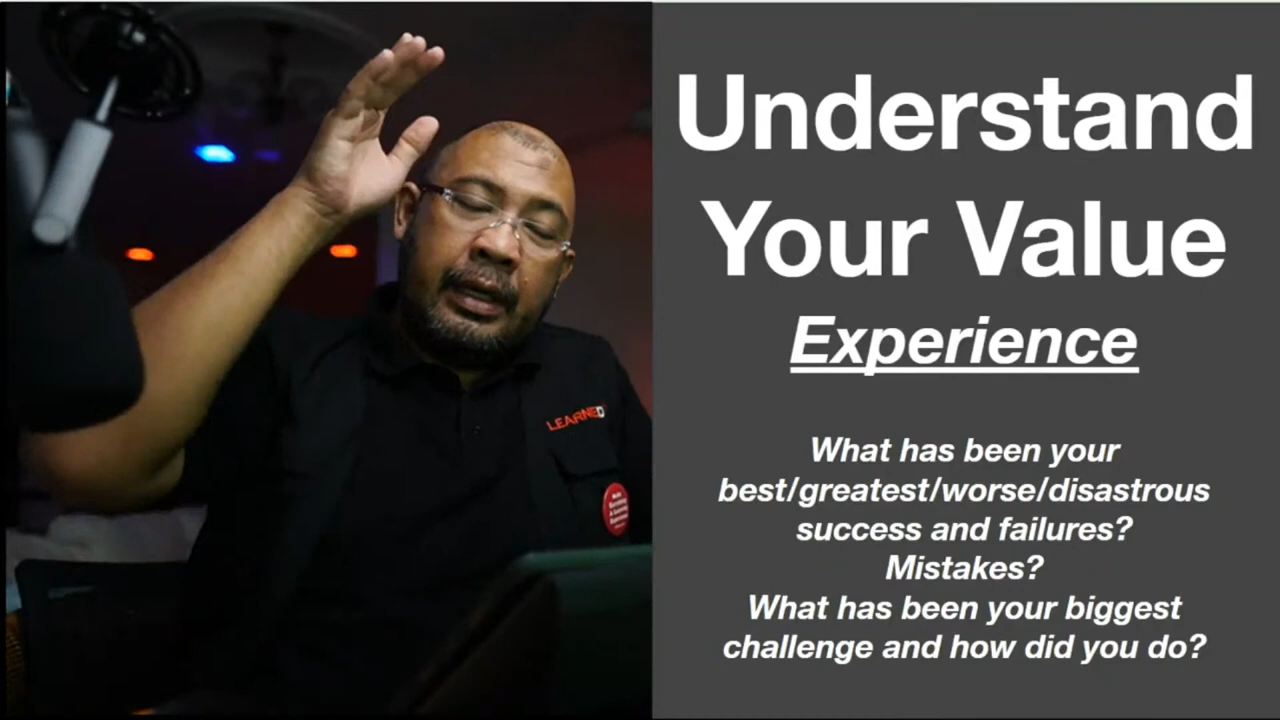 LEARNED
Understand
Your Value
Experience
What has been your
best/greatest/worse/disastrous
success and failures?
Mistakes?
What has been your biggest
challenge and how did you do?